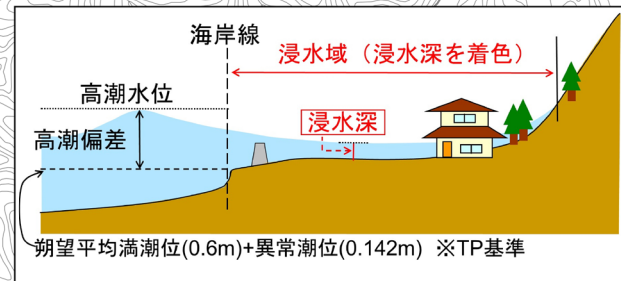 海岸線
浸水域（浸水深を着色）
高潮水位
高潮偏差
浸水深
朔望平均満潮位(0.6m)+異常潮位(0.142m) ※TP基準